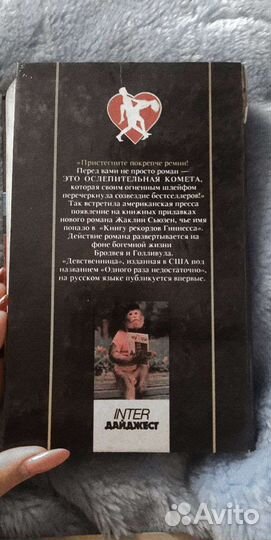 «Пристегните покрепче ремни!
Перед вами не просто роман —
ЭТО ОСЛЕПИТЕЛЬНАЯ КОМЕТА,
которая своим огненным шлейфом
перечеркнула созвездие бестселлеров!»
Так встретила американская пресса
появление на книжных прилавках
нового романа Жаклин Сьюзен, чье имя
попало в «Книгу рекордов Гиннесса».
Действие романа развертывается на
фоне богемной жизни
Бродвея и Голливуда.
«Девственница», изданная в США под
названием «Одного раза недостаточно»,
на русском языке публикуется впервые.
INTER
ДАЙДЖЕСТ
Avito